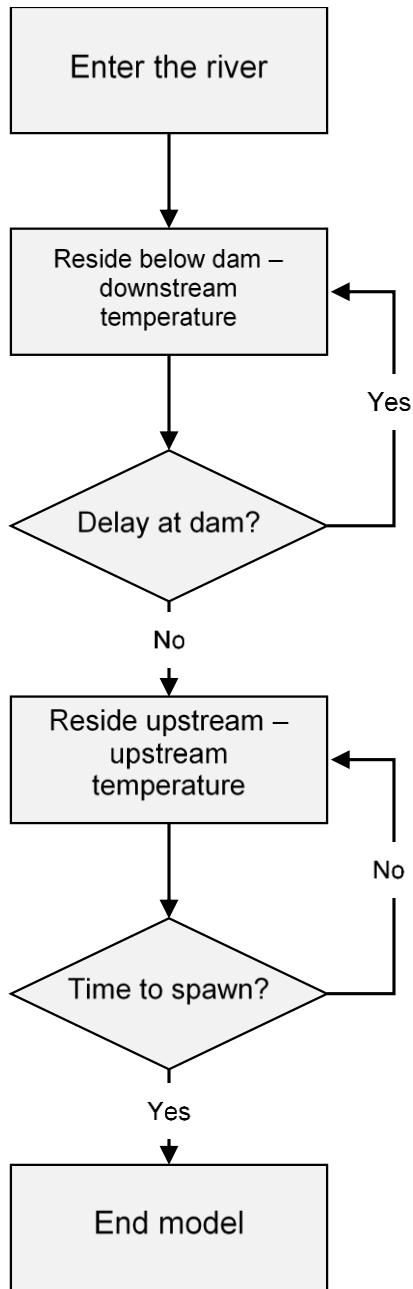 Enter the river
Reside below dam –
downstream
temperature
Yes
Delay at dam?
No
Reside upstream –
upstream
temperature
No
Time to spawn?
Yes
End model